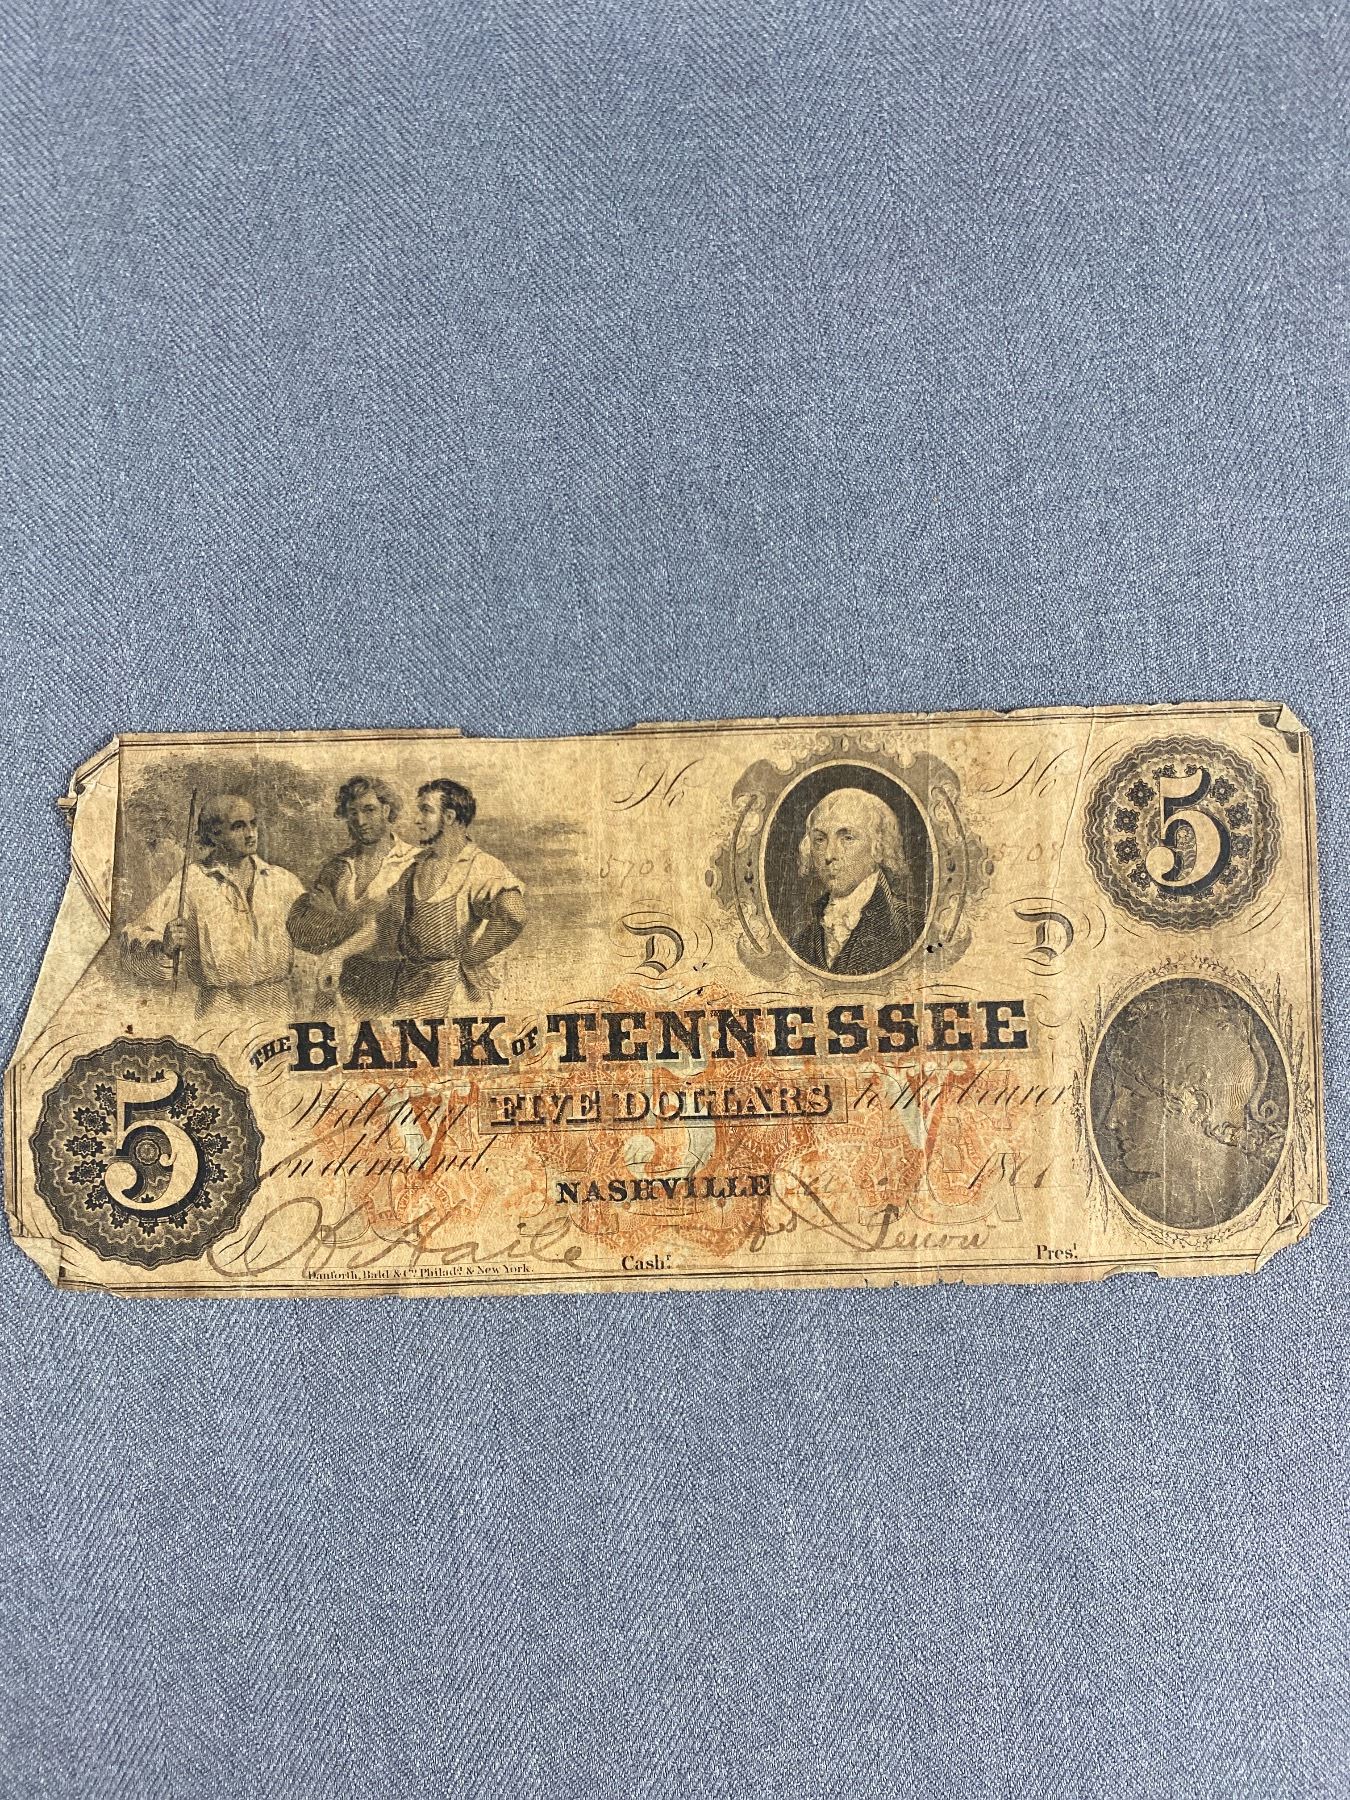 No No 5
5708 5708
D D
THE BANK OF TENNESSEE
5 Will pay FIVE DOLLARS to the bearer
on demand.
NASHVILLE 1861
Cashr. Prest.
Danforth, Bald & Co. Philada. & New York.